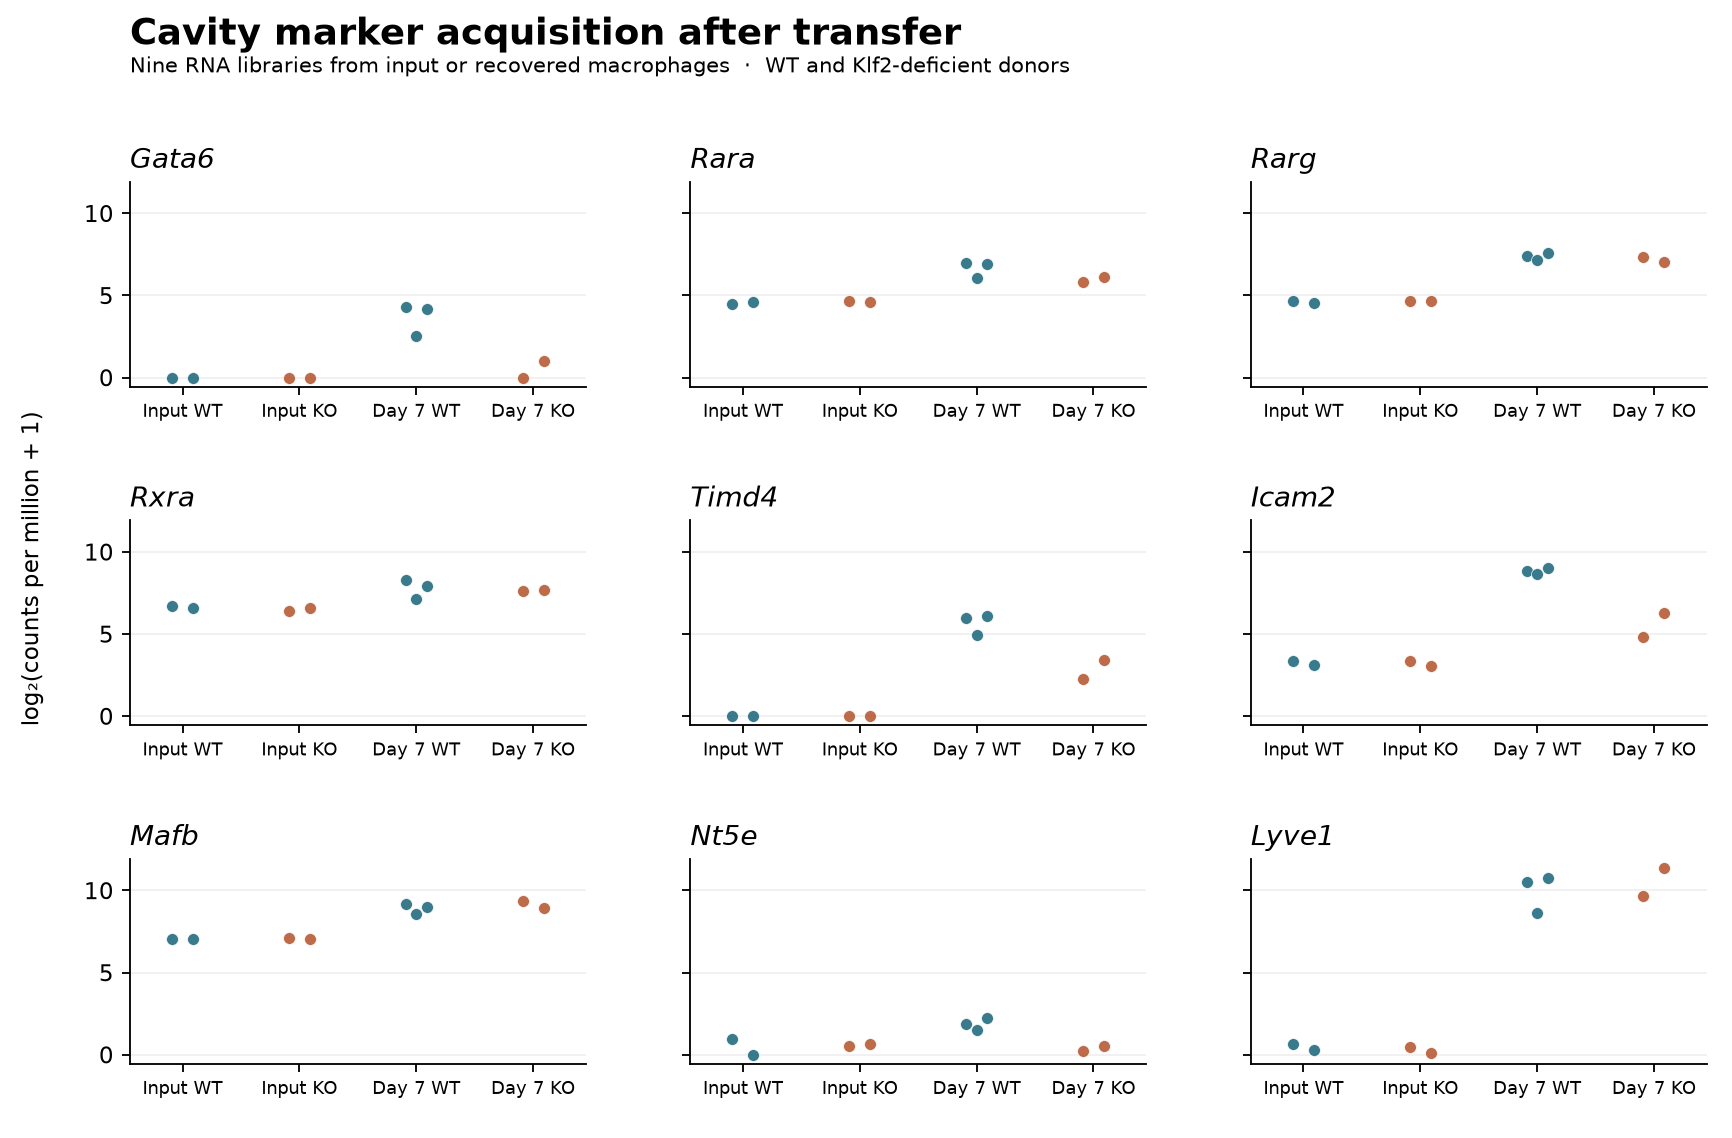 Cavity marker acquisition after transfer
Nine RNA libraries from input or recovered macrophages · WT and Klf2-deficient donors
log₂(counts per million + 1)
Gata6
10
5
0
Input WT Input KO Day 7 WT Day 7 KO
Rara
Input WT Input KO Day 7 WT Day 7 KO
Rarg
Input WT Input KO Day 7 WT Day 7 KO
Rxra
10
5
0
Input WT Input KO Day 7 WT Day 7 KO
Timd4
Input WT Input KO Day 7 WT Day 7 KO
Icam2
Input WT Input KO Day 7 WT Day 7 KO
Mafb
10
5
0
Input WT Input KO Day 7 WT Day 7 KO
Nt5e
Input WT Input KO Day 7 WT Day 7 KO
Lyve1
Input WT Input KO Day 7 WT Day 7 KO